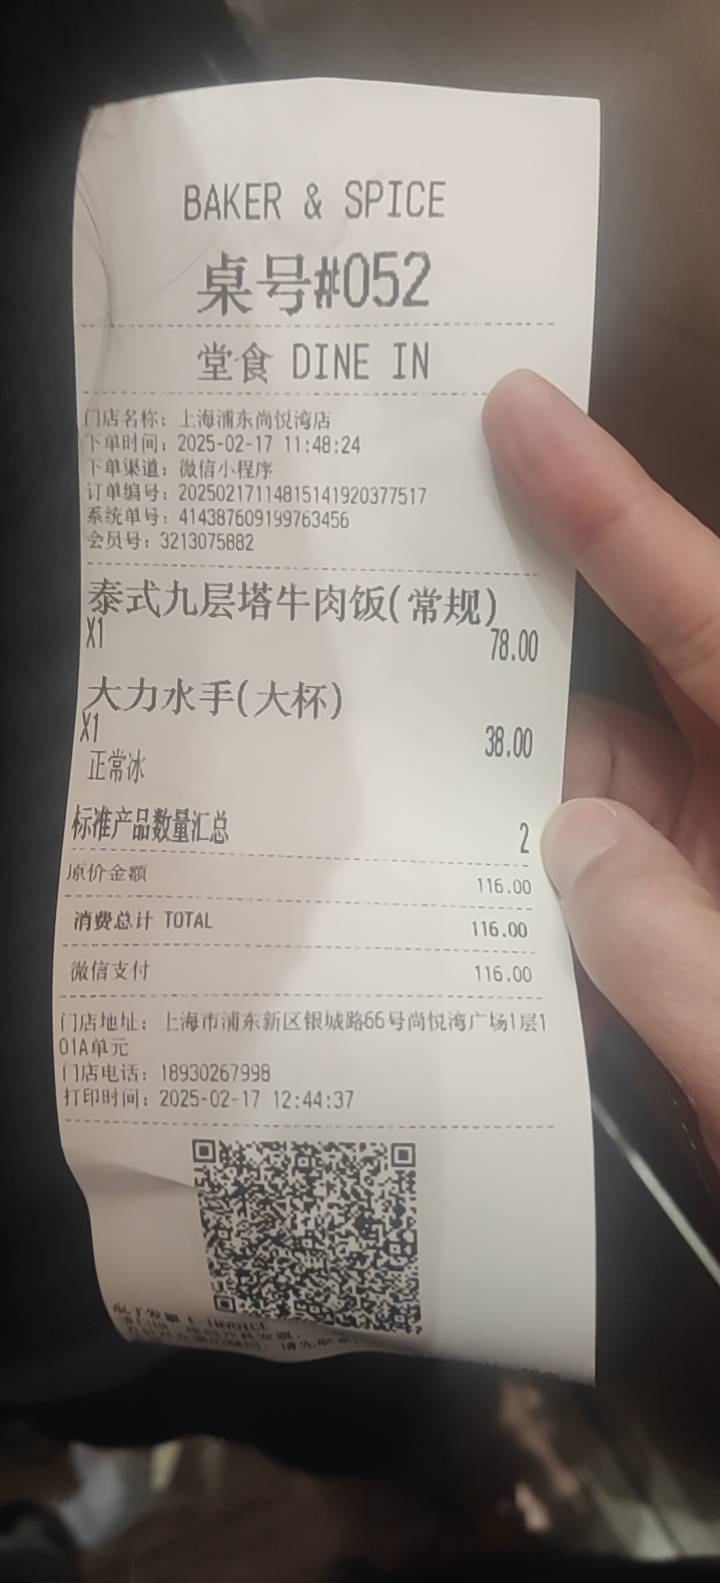 BAKER & SPICE
桌号#052
堂食 DINE IN
门店名称：上海浦东尚悦湾店
下单时间：2025-02-17 11:48:24
下单渠道：微信小程序
订单编号：20250217114815141920377517
系统单号：414387609199763456
会员号：3213075882
泰式九层塔牛肉饭(常规)
X1 78.00
大力水手(大杯)
X1 38.00
正常冰
标准产品数量汇总 2
原价金额 116.00
消费总计 TOTAL 116.00
微信支付 116.00
门店地址：上海市浦东新区银城路66号尚悦湾广场1层1
01A单元
门店电话：18930267998
打印时间：2025-02-17 12:44:37